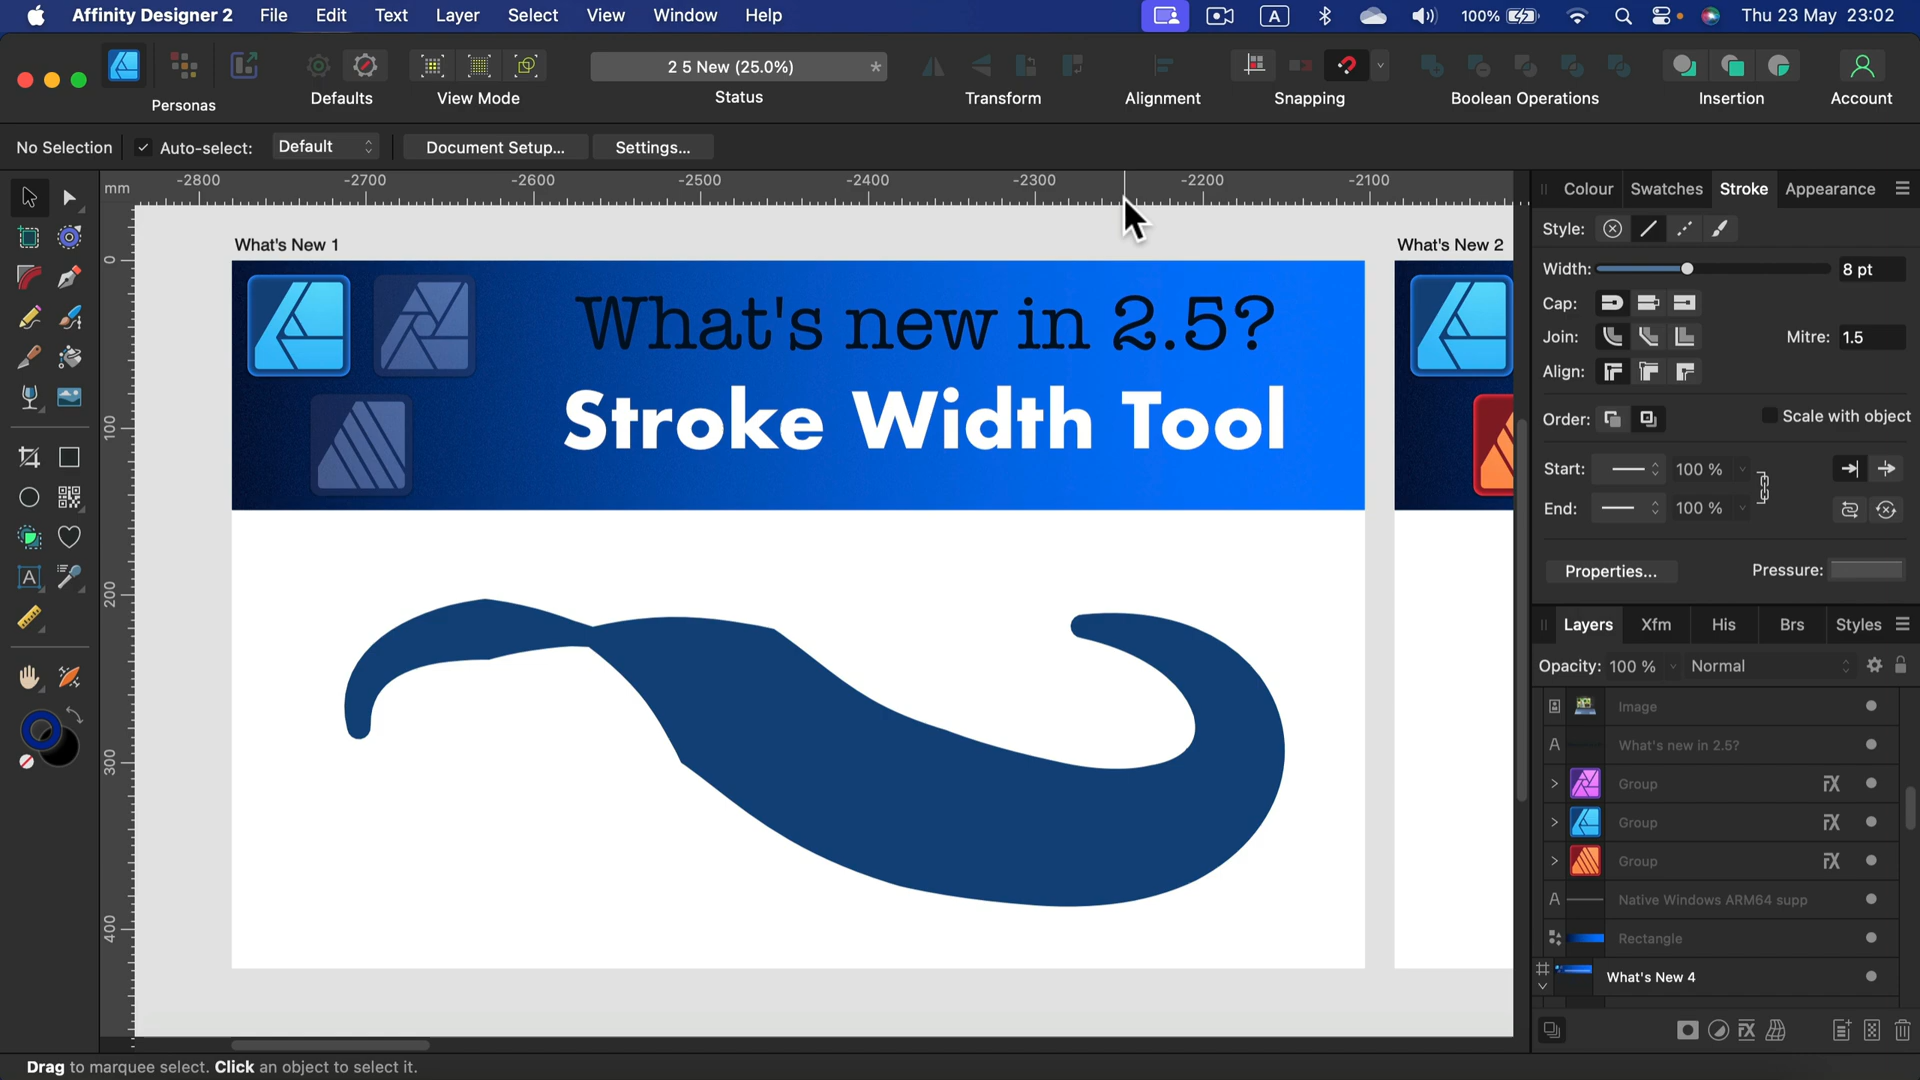 Affinity Designer 2 File Edit Text Layer Select View Window Help A 100% Thu 23 May 23:02
2 5 New (25.0%) *
Personas Defaults View Mode Status Transform Alignment Snapping Boolean Operations Insertion Account
No Selection Auto-select: Default Document Setup... Settings...
mm -2800 -2700 -2600 -2500 -2400 -2300 -2200 -2100
0
100
200
300
400
What's New 1
What's New 2
What's new in 2.5?
Stroke Width Tool
A
Colour Swatches Stroke Appearance
Style:
Width: 8 pt
Cap:
Join: Mitre: 1.5
Align:
Order: Scale with object
Start: 100 %
End: 100 %
Properties... Pressure:
Layers Xfm His Brs Styles
Opacity: 100 % Normal
Image
A What's new in 2.5?
Group FX
Group FX
Group FX
A Native Windows ARM64 supp
Rectangle
What's New 4
FX
Drag to marquee select. Click an object to select it.